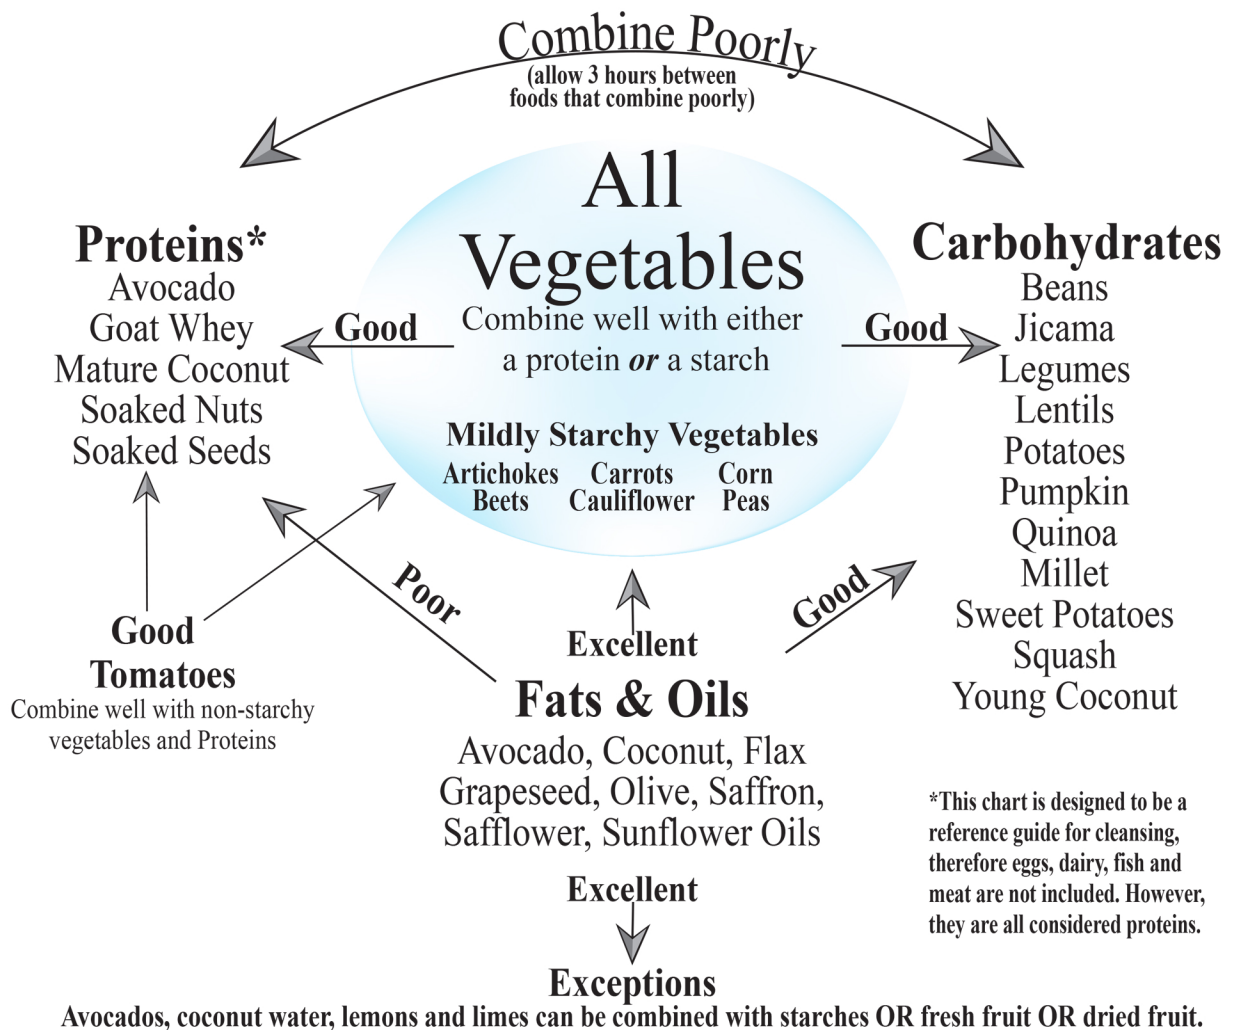 Combine Poorly
(allow 3 hours between
foods that combine poorly)
All
Vegetables
Combine well with either
a protein or a starch
Mildly Starchy Vegetables
Artichokes Carrots Corn
Beets Cauliflower Peas
Proteins*
Avocado
Goat Whey
Mature Coconut
Soaked Nuts
Soaked Seeds
Good
Good
Carbohydrates
Beans
Jicama
Legumes
Lentils
Potatoes
Pumpkin
Quinoa
Millet
Sweet Potatoes
Squash
Young Coconut
Good
Tomatoes
Combine well with non-starchy
vegetables and Proteins
Poor
Excellent
Good
Fats & Oils
Avocado, Coconut, Flax
Grapeseed, Olive, Saffron,
Safflower, Sunflower Oils
Excellent
Exceptions
Avocados, coconut water, lemons and limes can be combined with starches OR fresh fruit OR dried fruit.
*This chart is designed to be a
reference guide for cleansing,
therefore eggs, dairy, fish and
meat are not included. However,
they are all considered proteins.